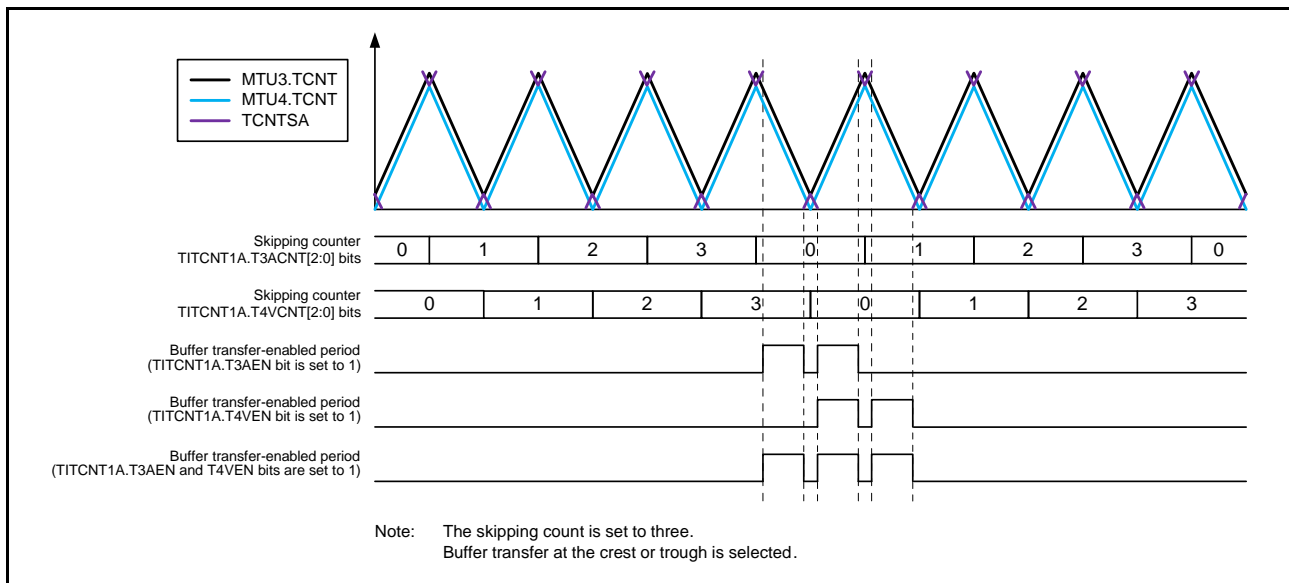 MTU3.TCNT
MTU4.TCNT
TCNTSA
Skipping counter
TITCNT1A.T3ACNT[2:0] bits
0 1 2 3 0 1 2 3 0
Skipping counter
TITCNT1A.T4VCNT[2:0] bits
0 1 2 3 0 1 2 3
Buffer transfer-enabled period
(TITCNT1A.T3AEN bit is set to 1)
Buffer transfer-enabled period
(TITCNT1A.T4VEN bit is set to 1)
Buffer transfer-enabled period
(TITCNT1A.T3AEN and T4VEN bits are set to 1)
Note: The skipping count is set to three.
Buffer transfer at the crest or trough is selected.